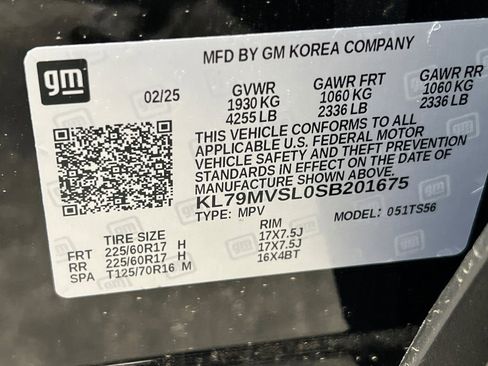 gm
MFD BY GM KOREA COMPANY
02/25
GVWR GAWR FRT GAWR RR
1930 KG 1060 KG 1060 KG
4255 LB 2336 LB 2336 LB
THIS VEHICLE CONFORMS TO ALL
APPLICABLE U.S. FEDERAL MOTOR
VEHICLE SAFETY AND THEFT PREVENTION
STANDARDS IN EFFECT ON THE DATE OF
MANUFACTURE SHOWN ABOVE.
KL79MVSL0SB201675
TYPE: MPV MODEL: 051TS56
TIRE SIZE RIM
FRT 225/60R17 H 17X7.5J
RR 225/60R17 H 17X7.5J
SPA T125/70R16 M 16X4BT